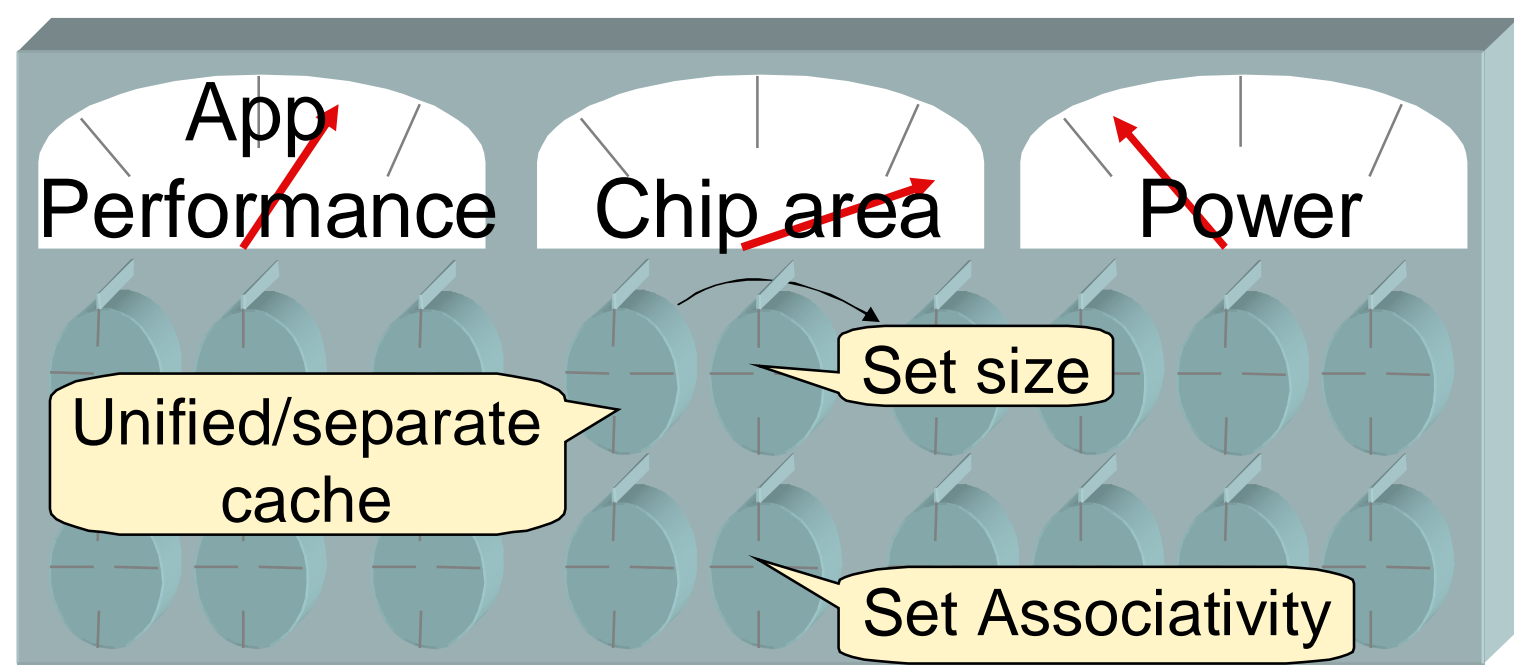 App
Performance
Chip area
Power
Set size
Unified/separate
cache
Set Associativity